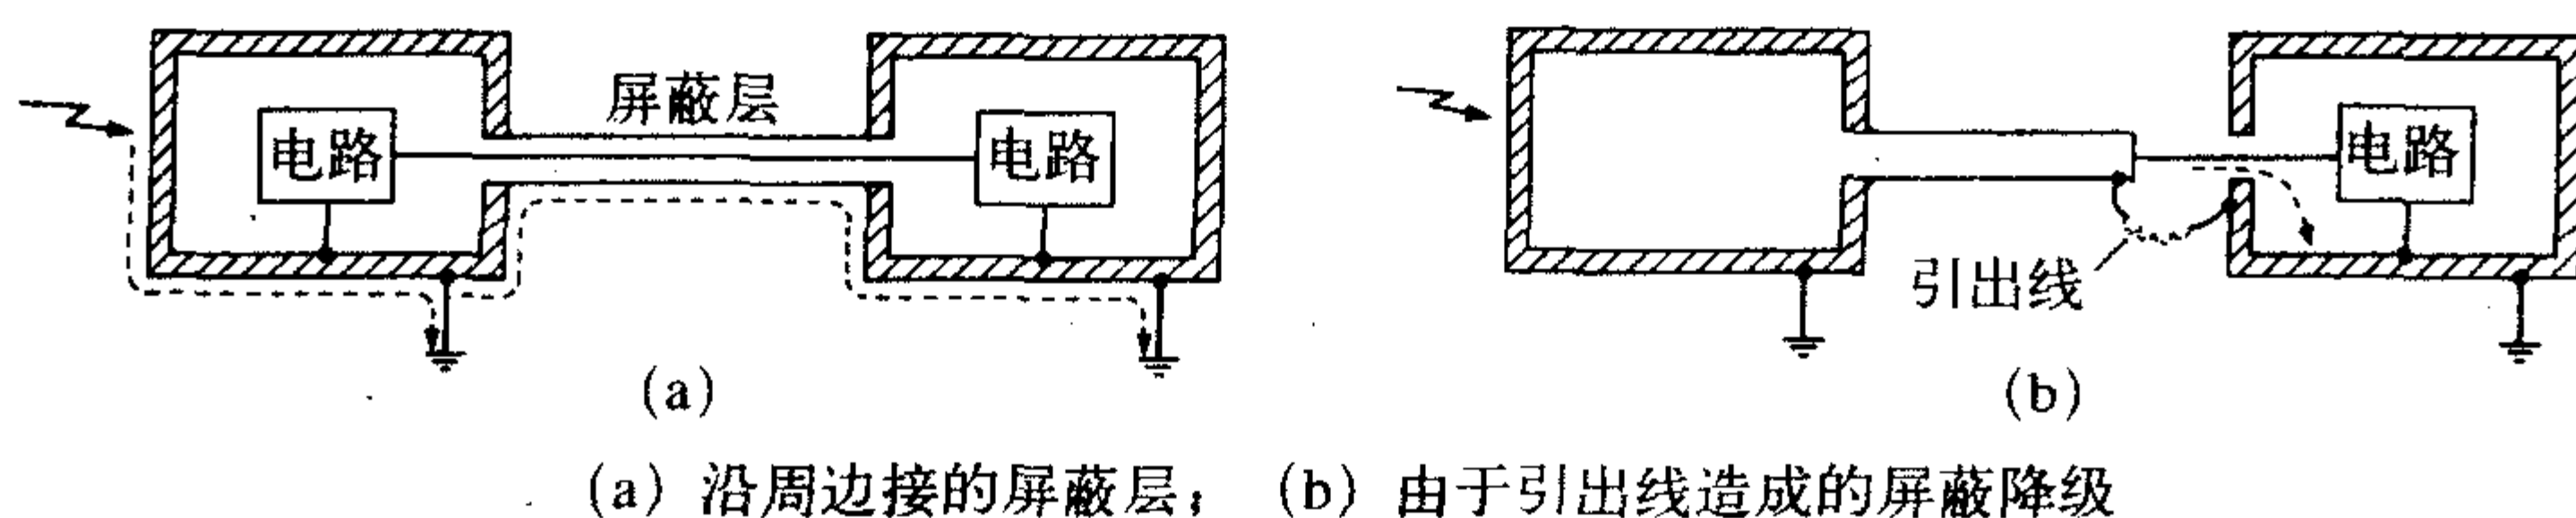 屏蔽层
电路
电路
电路
引出线
(a)
(b)
(a) 沿周边接的屏蔽层; (b) 由于引出线造成的屏蔽降级